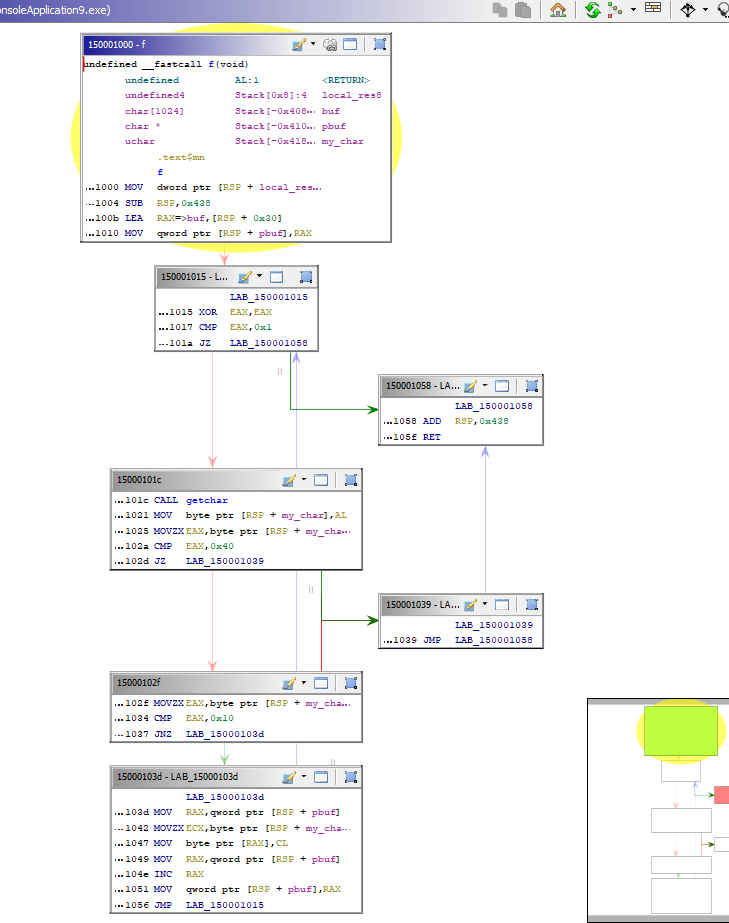 onsoleApplication9.exe)
150001000 - f
undefined __fastcall f(void)
undefined AL:1 <RETURN>
undefined4 Stack[0x8]:4 local_res8
char[1024] Stack[-0x408... buf
char * Stack[-0x410... pbuf
uchar Stack[-0x418... my_char
.text$mn
f
...1000 MOV dword ptr [RSP + local_res...
...1004 SUB RSP,0x438
...100b LEA RAX=>buf,[RSP + 0x30]
...1010 MOV qword ptr [RSP + pbuf],RAX
150001015 - L...
LAB_150001015
...1015 XOR EAX,EAX
...1017 CMP EAX,0x1
...101a JZ LAB_150001058
150001058 - LA...
LAB_150001058
...1058 ADD RSP,0x438
...105f RET
15000101c
...101c CALL getchar
...1021 MOV byte ptr [RSP + my_char],AL
...1025 MOVZX EAX,byte ptr [RSP + my_cha...
...102a CMP EAX,0x40
...102d JZ LAB_150001039
150001039 - LA...
LAB_150001039
...1039 JMP LAB_150001058
15000102f
...102f MOVZX EAX,byte ptr [RSP + my_cha...
...1034 CMP EAX,0x10
...1037 JNZ LAB_15000103d
15000103d - LAB_15000103d
LAB_15000103d
...103d MOV RAX,qword ptr [RSP + pbuf]
...1042 MOVZX ECX,byte ptr [RSP + my_cha...
...1047 MOV byte ptr [RAX],CL
...1049 MOV RAX,qword ptr [RSP + pbuf]
...104e INC RAX
...1051 MOV qword ptr [RSP + pbuf],RAX
...1056 JMP LAB_150001015